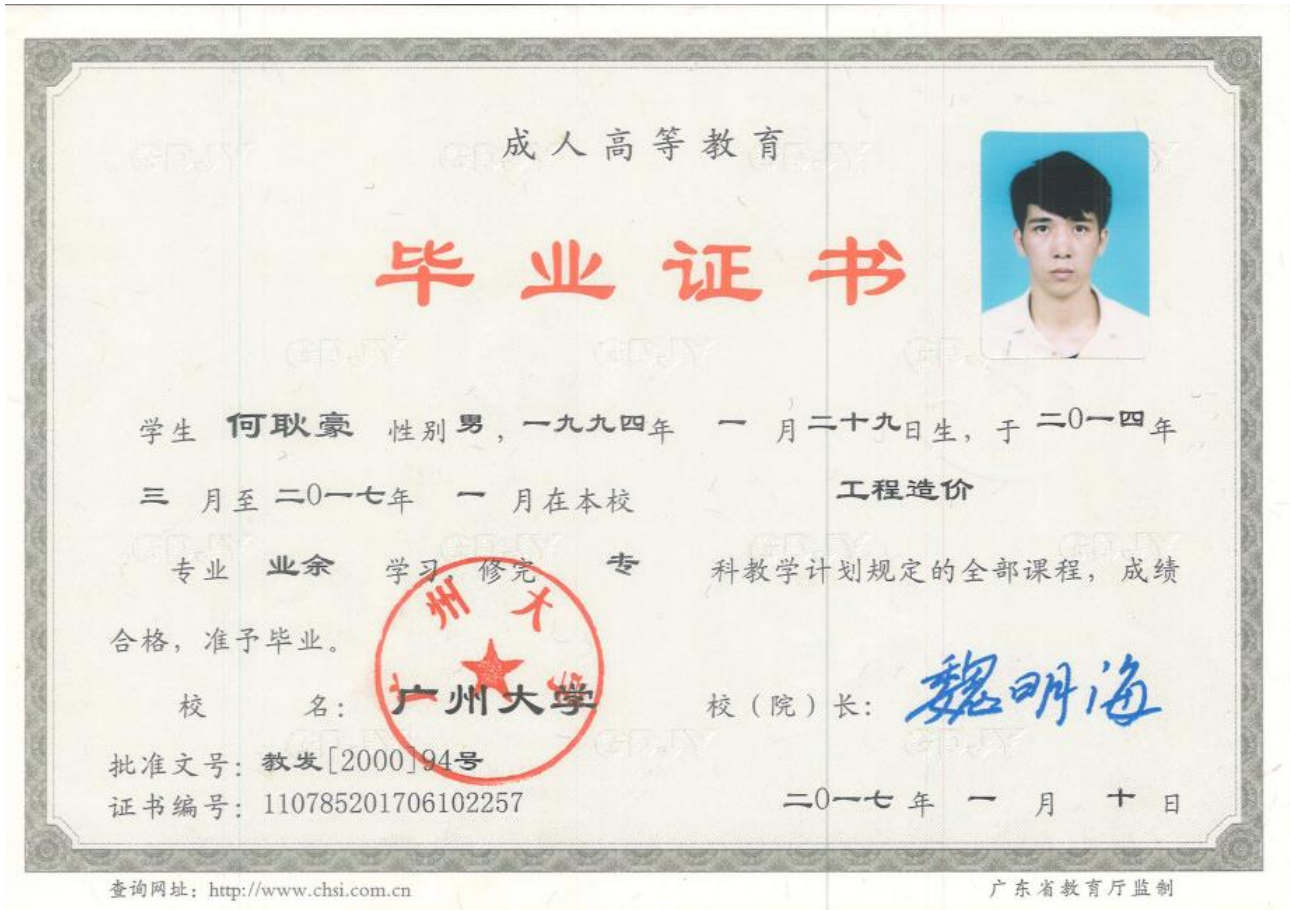 成人高等教育
毕业证书
学生 何耿豪 性别 男,一九九四年 一 月二十九日生,于 二0一四年
三 月至 二0一七年 一 月在本校 工程造价
专业 业余 学习,修完 专 科教学计划规定的全部课程,成绩
合格,准予毕业。
广州大学
校 名: 广州大学 校(院)长: 魏明海
批准文号:教发[2000]94号
证书编号:110785201706102257 二0一七 年 一 月 十 日
查询网址:http://www.chsi.com.cn 广东省教育厅监制